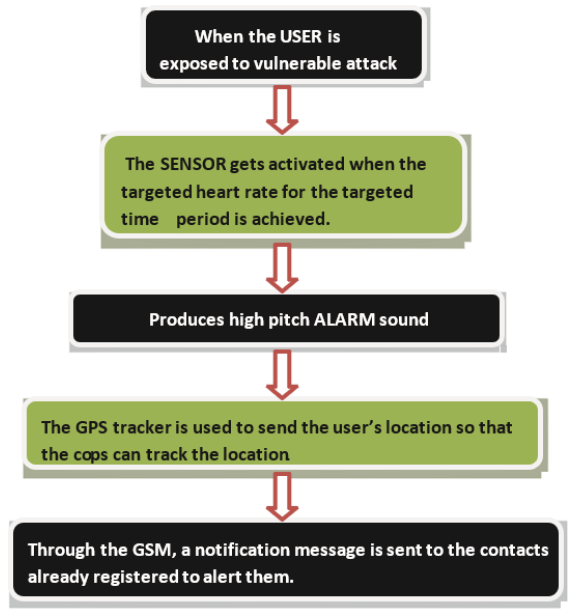 When the USER is
exposed to vulnerable attack
The SENSOR gets activated when the
targeted heart rate for the targeted
time period is achieved.
Produces high pitch ALARM sound
The GPS tracker is used to send the user's location so that
the cops can track the location
Through the GSM, a notification message is sent to the contacts
already registered to alert them.